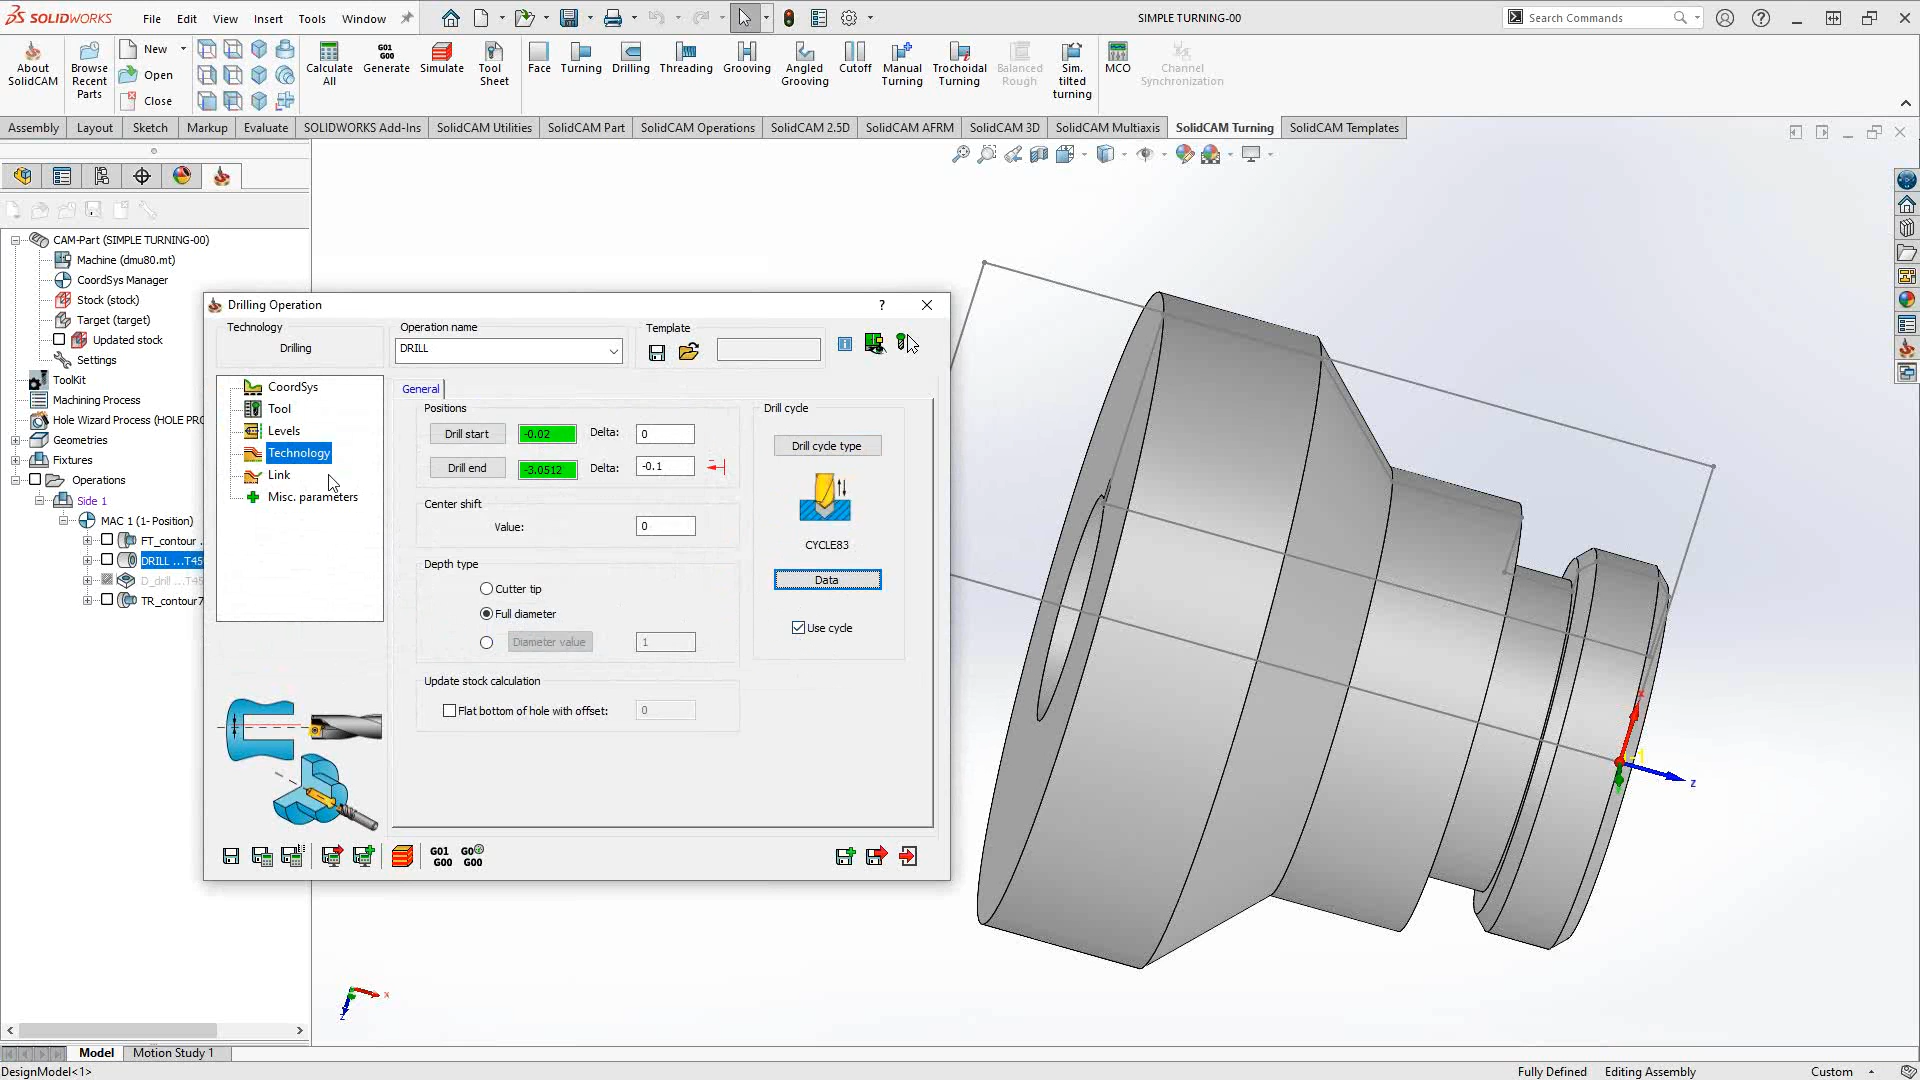 SOLIDWORKS
File Edit View Insert Tools Window
SIMPLE TURNING-00
Search Commands
About SolidCAM
Browse Recent Parts
New
Open
Close
Calculate All
G01 G00
Generate
Simulate
Tool Sheet
Face
Turning
Drilling
Threading
Grooving
Angled Grooving
Cutoff
Manual Turning
Trochoidal Turning
Balanced Rough
Sim. tilted turning
MCO
Channel Synchronization
Assembly Layout Sketch Markup Evaluate SOLIDWORKS Add-Ins SolidCAM Utilities SolidCAM Part SolidCAM Operations SolidCAM 2.5D SolidCAM AFRM SolidCAM 3D SolidCAM Multiaxis SolidCAM Turning SolidCAM Templates
CAM-Part (SIMPLE TURNING-00)
Machine (dmu80.mt)
CoordSys Manager
Stock (stock)
Target (target)
Updated stock
Settings
ToolKit
Machining Process
Hole Wizard Process (HOLE PRO
Geometries
Fixtures
Operations
Side 1
MAC 1 (1- Position)
FT_contour .
DRILL ...T45
D_drill ...T45
TR_contour7
Drilling Operation
?
Technology
Drilling
Operation name
DRILL
Template
CoordSys
Tool
Levels
Technology
Link
Misc. parameters
General
Positions
Drill start -0.02 Delta: 0
Drill end -3.0512 Delta: -0.1
Center shift
Value: 0
Depth type
Cutter tip
Full diameter
Diameter value 1
Update stock calculation
Flat bottom of hole with offset: 0
Drill cycle
Drill cycle type
CYCLE83
Data
Use cycle
G01 G00
G0 G00
x
z
x
z
Model Motion Study 1
DesignModel<1>
Fully Defined Editing Assembly Custom